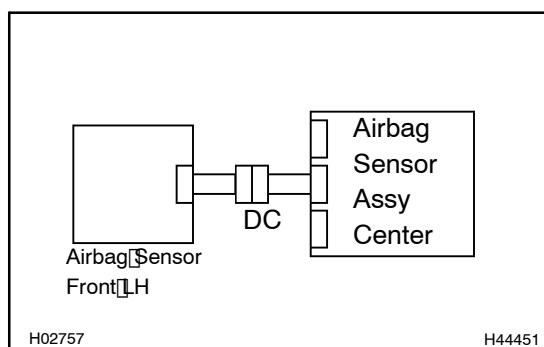 Airbag
Sensor
Assy
Center
DC
Airbag Sensor
Front LH
H02757
H44451